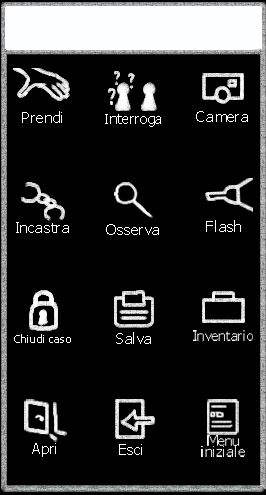 Prendi
Interroga
Camera
Incastra
Osserva
Flash
Chiudi caso
Salva
Inventario
Apri
Esci
Menu
iniziale